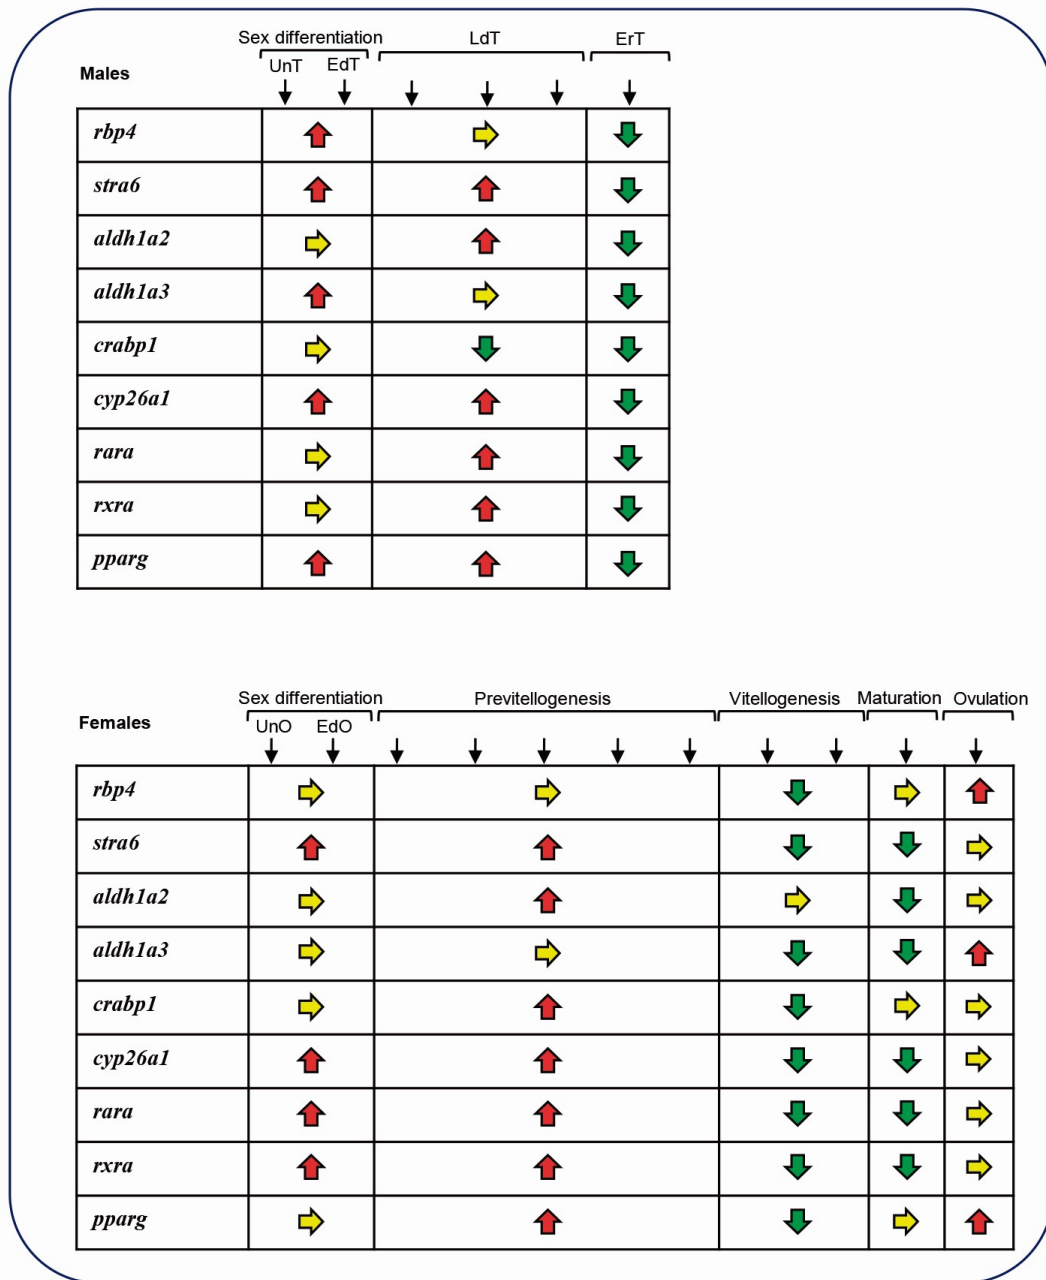 Sex differentiation LdT ErT
Males UnT EdT
rbp4
stra6
aldh1a2
aldh1a3
crabp1
cyp26a1
rara
rxra
pparg
Sex differentiation Previtellogenesis Vitellogenesis Maturation Ovulation
Females UnO EdO
rbp4
stra6
aldh1a2
aldh1a3
crabp1
cyp26a1
rara
rxra
pparg